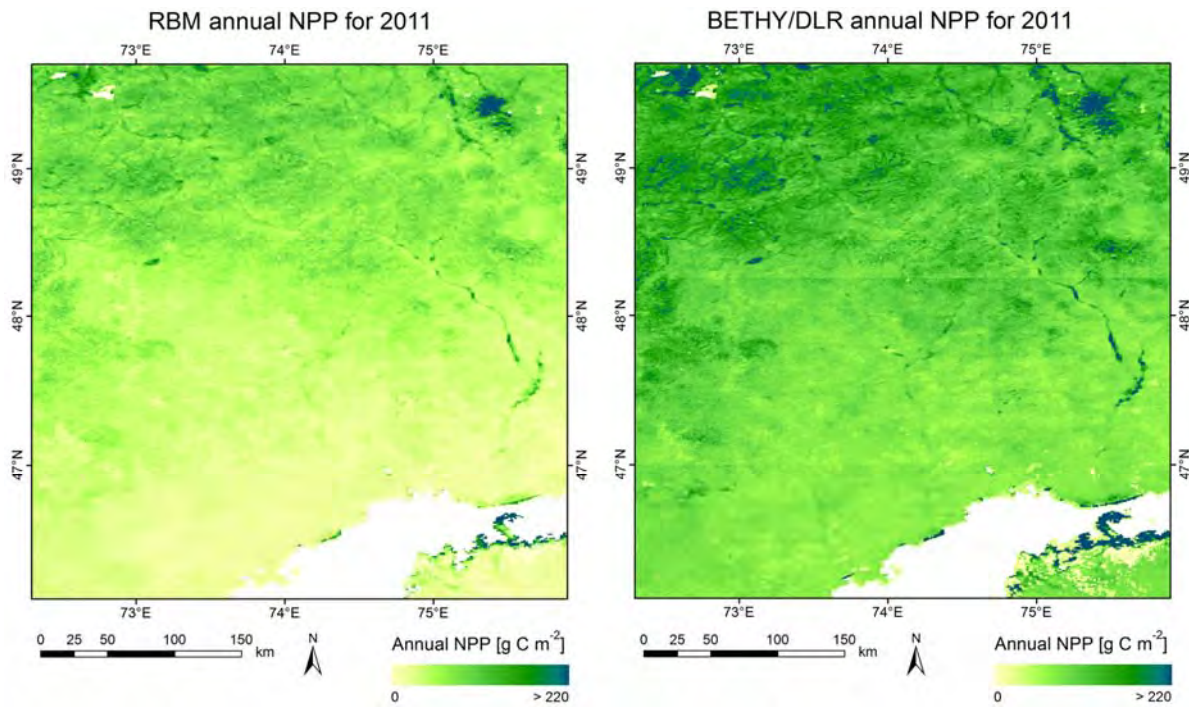 RBM annual NPP for 2011
73°E 74°E 75°E
49°N 49°N
48°N 48°N
47°N 47°N
73°E 74°E 75°E
0 25 50 100 150
km
N
Annual NPP [g C m⁻²]
0 > 220
BETHY/DLR annual NPP for 2011
73°E 74°E 75°E
49°N 49°N
48°N 48°N
47°N 47°N
73°E 74°E 75°E
0 25 50 100 150
km
N
Annual NPP [g C m⁻²]
0 > 220